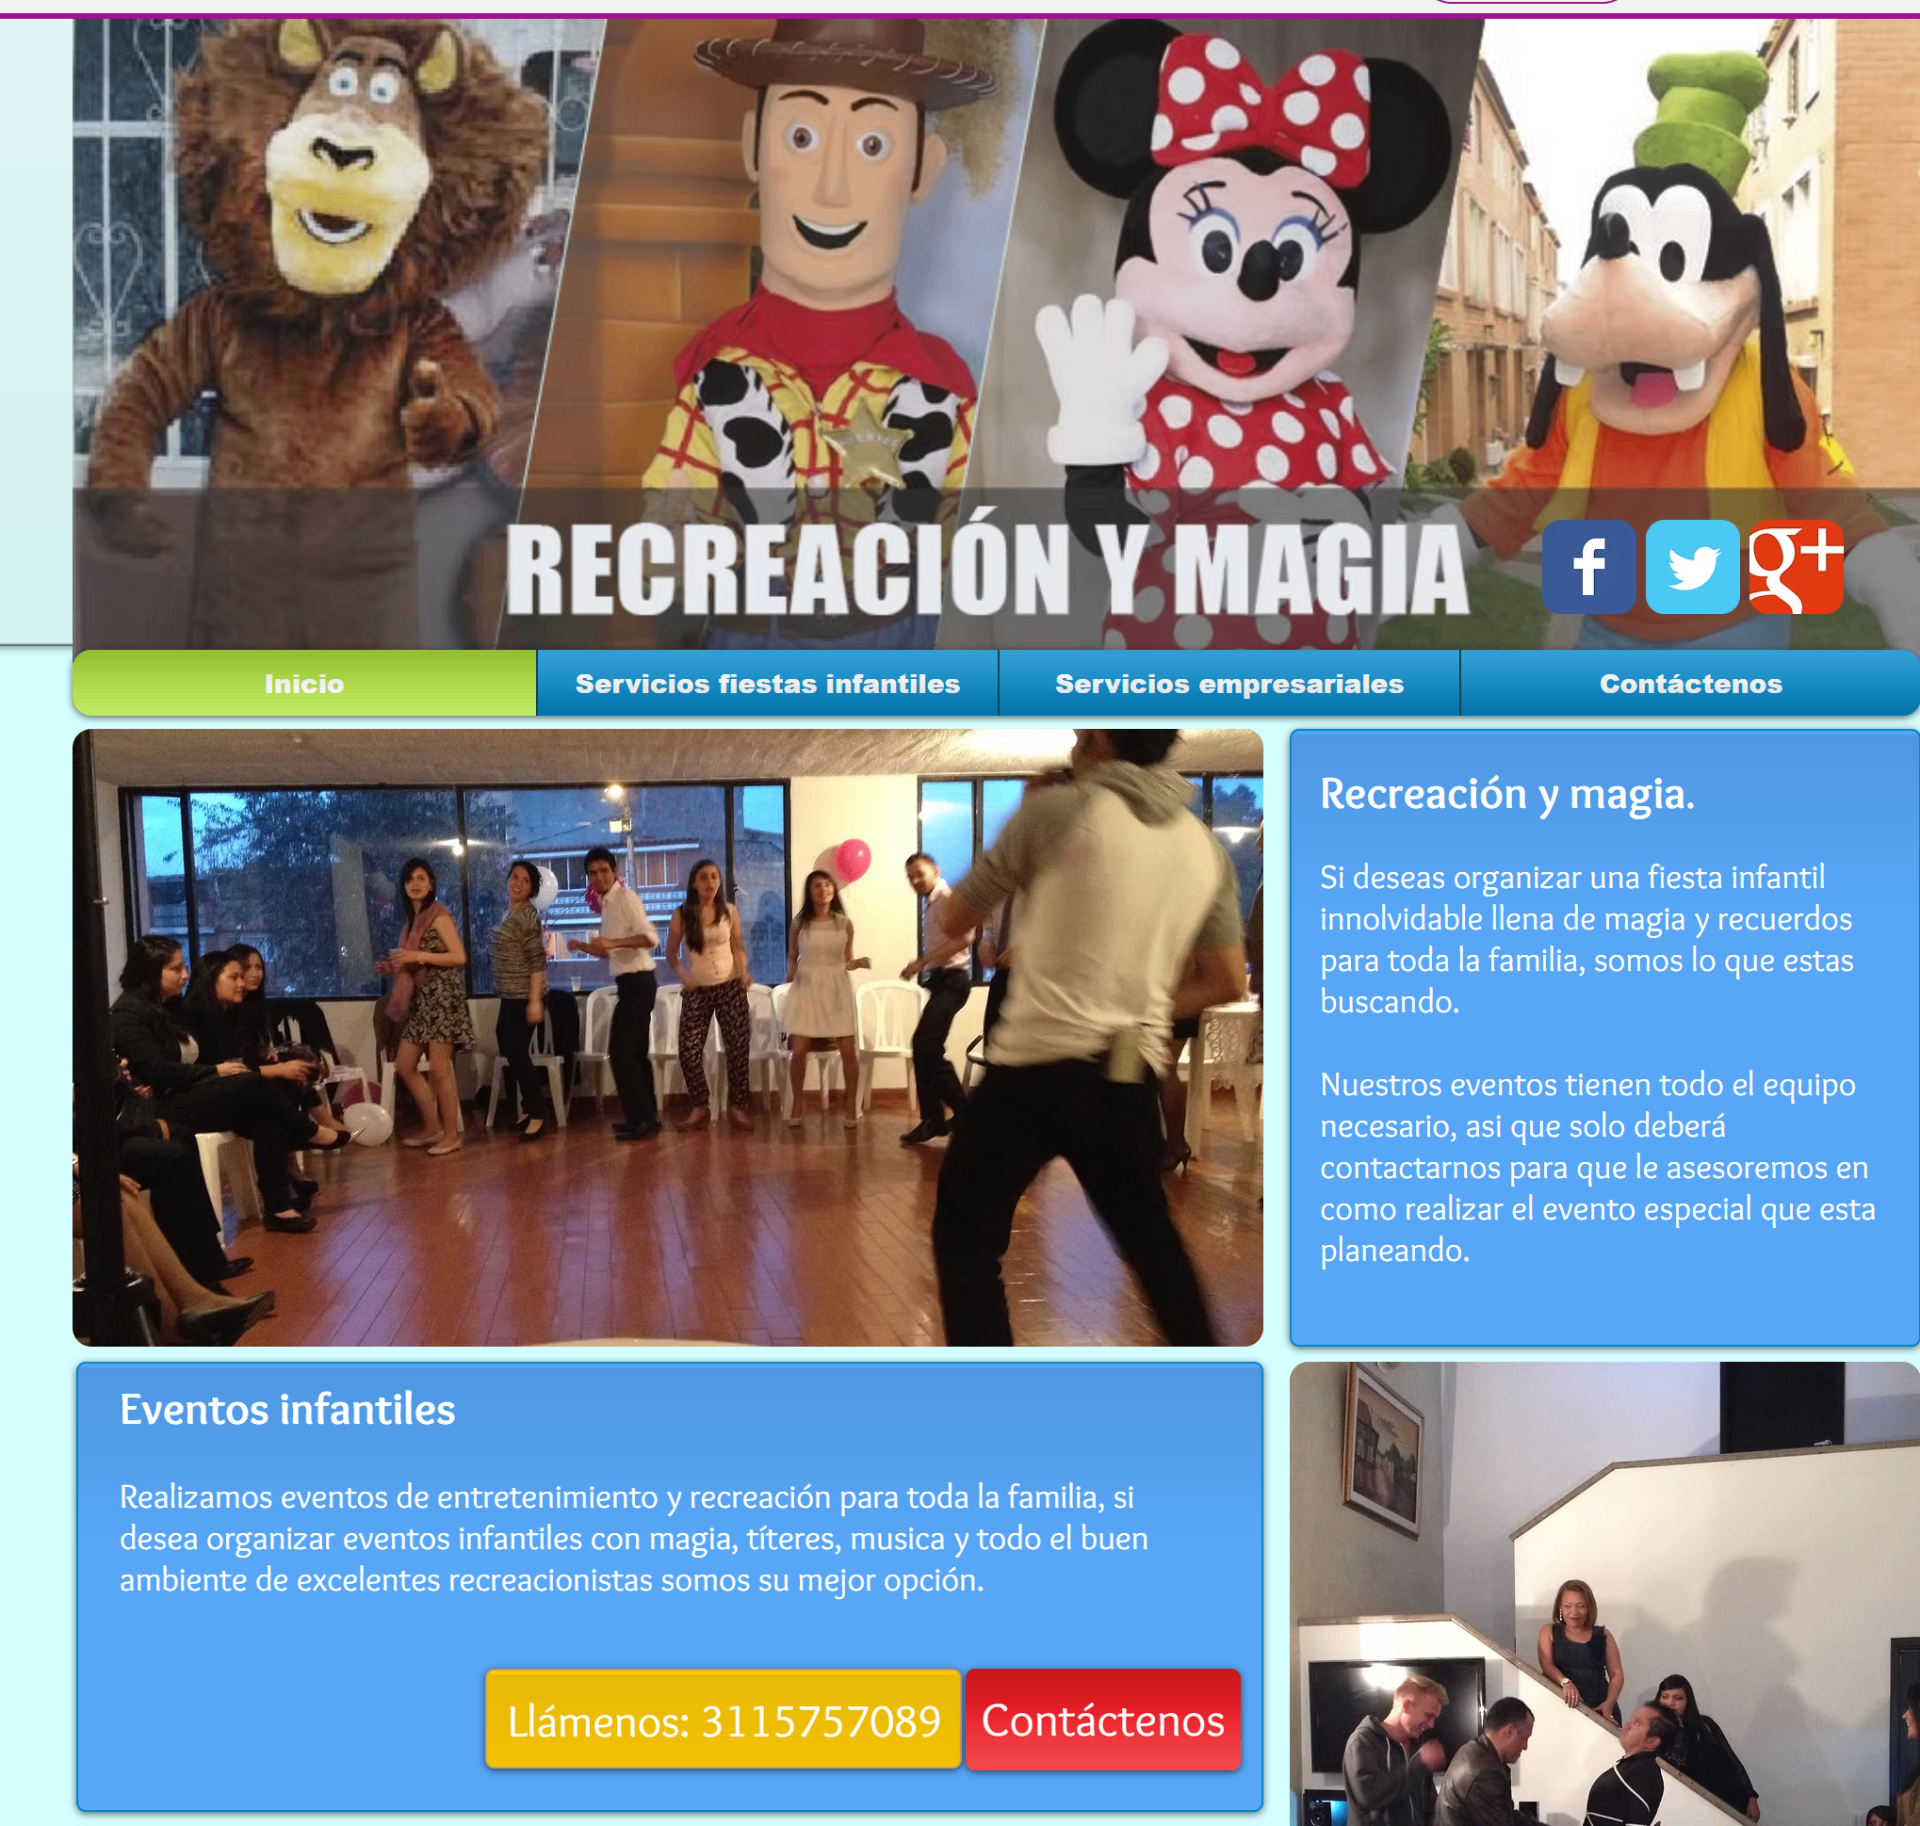 RECREACIÓN Y MAGIA
f
g+
Inicio
Servicios fiestas infantiles
Servicios empresariales
Contáctenos
Recreación y magia.
Si deseas organizar una fiesta infantil
innolvidable llena de magia y recuerdos
para toda la familia, somos lo que estas
buscando.
Nuestros eventos tienen todo el equipo
necesario, asi que solo deberá
contactarnos para que le asesoremos en
como realizar el evento especial que esta
planeando.
Eventos infantiles
Realizamos eventos de entretenimiento y recreación para toda la familia, si
desea organizar eventos infantiles con magia, títeres, musica y todo el buen
ambiente de excelentes recreacionistas somos su mejor opción.
Llámenos: 3115757089
Contáctenos